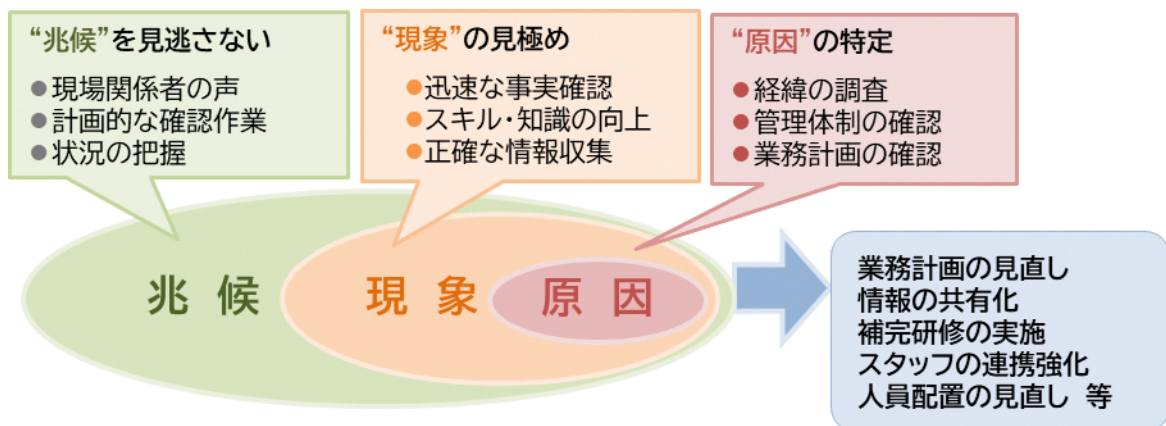 “兆候”を見逃さない
●現場関係者の声
●計画的な確認作業
●状況の把握
“現象”の見極め
●迅速な事実確認
●スキル・知識の向上
●正確な情報収集
“原因”の特定
●経緯の調査
●管理体制の確認
●業務計画の確認
兆候
現象
原因
業務計画の見直し
情報の共有化
補完研修の実施
スタッフの連携強化
人員配置の見直し 等